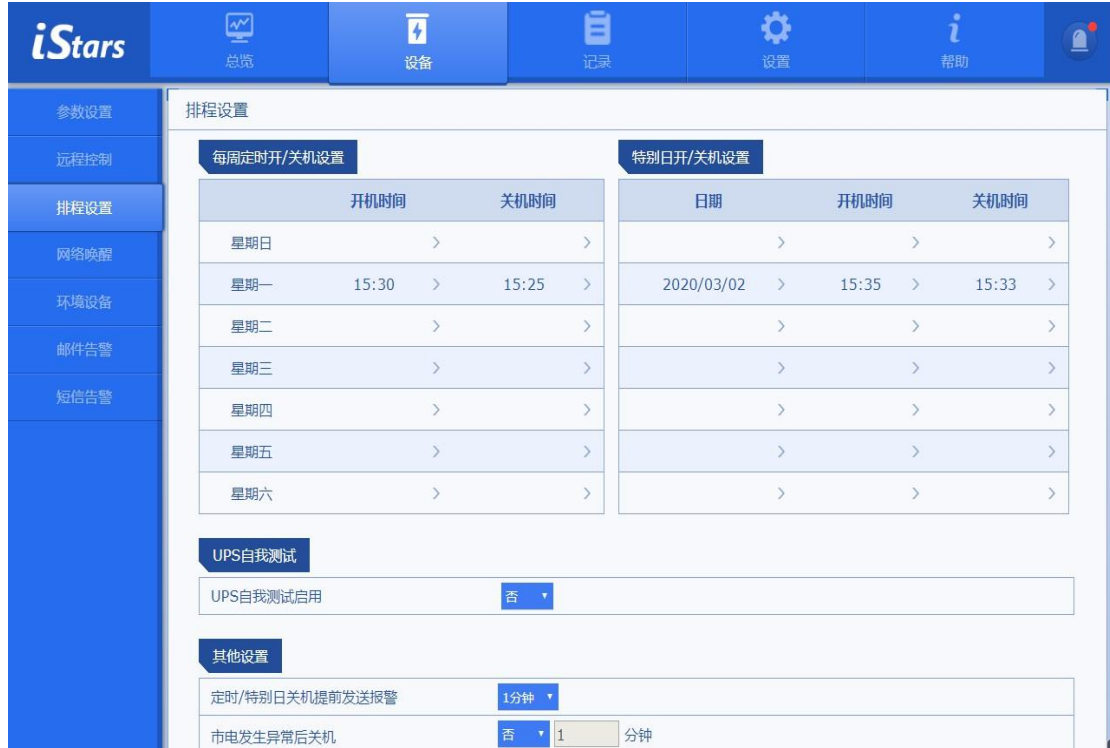 iStars
总览
设备
记录
设置
帮助
参数设置
远程控制
排程设置
网络唤醒
环境设备
邮件告警
短信告警
排程设置
每周定时开/关机设置
开机时间 关机时间
星期日
星期一 15:30 15:25
星期二
星期三
星期四
星期五
星期六
特别日开/关机设置
日期 开机时间 关机时间
2020/03/02 15:35 15:33
UPS自我测试
UPS自我测试启用 否
其他设置
定时/特别日关机提前发送报警 1分钟
市电发生异常后关机 否 1 分钟